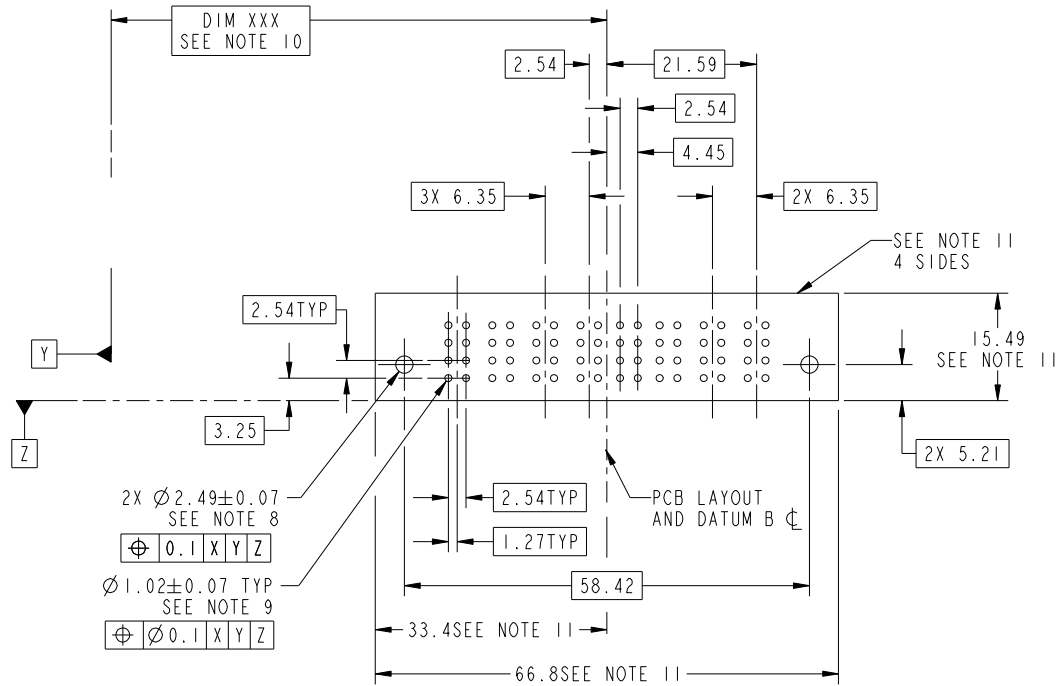 DIM XXX
SEE NOTE 10
2.54
21.59
2.54
4.45
3X 6.35
2X 6.35
SEE NOTE 11
4 SIDES
2.54TYP
15.49
SEE NOTE 11
Y
3.25
Z
2X 5.21
2X Ø2.49±0.07
SEE NOTE 8
⌖ 0.1 X Y Z
2.54TYP
PCB LAYOUT
AND DATUM B ℄
1.27TYP
Ø1.02±0.07 TYP
SEE NOTE 9
⌖ Ø0.1 X Y Z
58.42
33.4SEE NOTE 11
66.8SEE NOTE 11